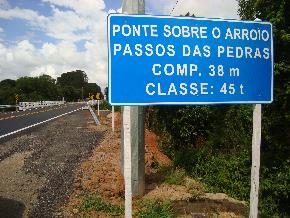 PONTE SOBRE O ARROIO
PASSOS DAS PEDRAS
COMP. 38 m
CLASSE: 45 t